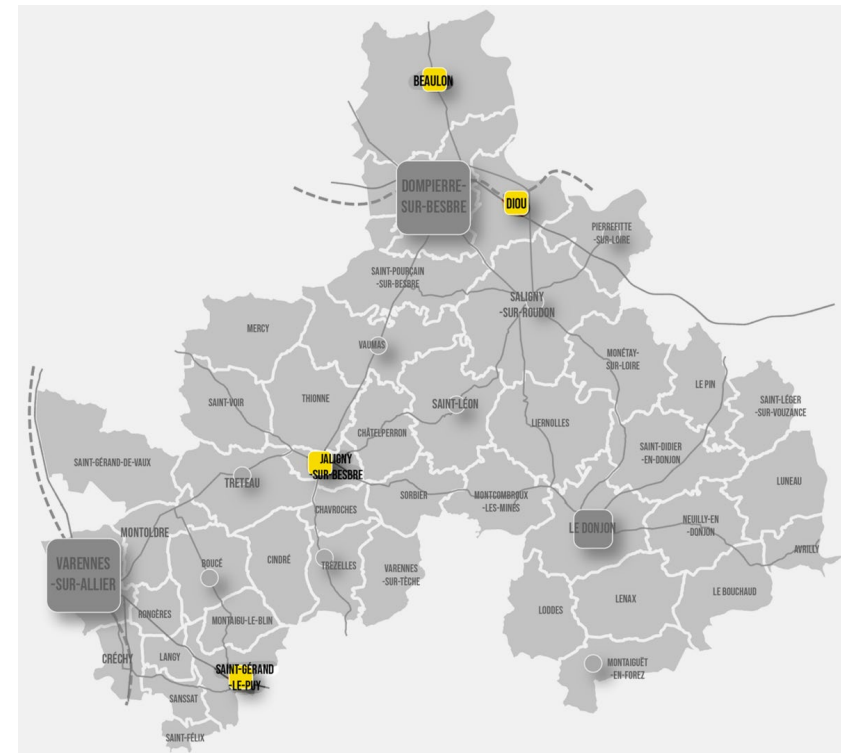 BEAULON
DOMPIERRE-
SUR-BESBRE
DIOU
PIERREFITTE
-SUR-LOIRE
SAINT-POURÇAIN
-SUR-BESBRE
SALIGNY
-SUR-ROUDON
MERCY
VAUMAS
MONÉTAY-
SUR-LOIRE
LE PIN
SAINT-VOIR
THIONNE
SAINT-LÉON
SAINT-LÉGER
-SUR-VOUZANCE
CHÂTELPERRON
LIERNOLLES
SAINT-DIDIER
-EN-DONJON
SAINT-GÉRAND-DE-VAUX
JALIGNY
-SUR-BESBRE
TRETEAU
LUNEAU
SORBIER
MONTCOMBROUX
-LES-MINES
CHAVROCHES
LE DONJON
NEUILLY-EN
-DONJON
MONTOLDRE
AVRILLY
VARENNES
-SUR-ALLIER
BOUCÉ
CINDRÉ
TREZELLES
VARENNES
-SUR-TÈCHE
LE BOUCHAUD
LENAX
LODDES
RONGÈRES
MONTAIGU-LE-BLIN
CRÉCHY
LANGY
SAINT-GÉRAND
-LE-PUY
MONTAIGUËT
-EN-FOREZ
SANSSAT
SAINT-FÉLIX